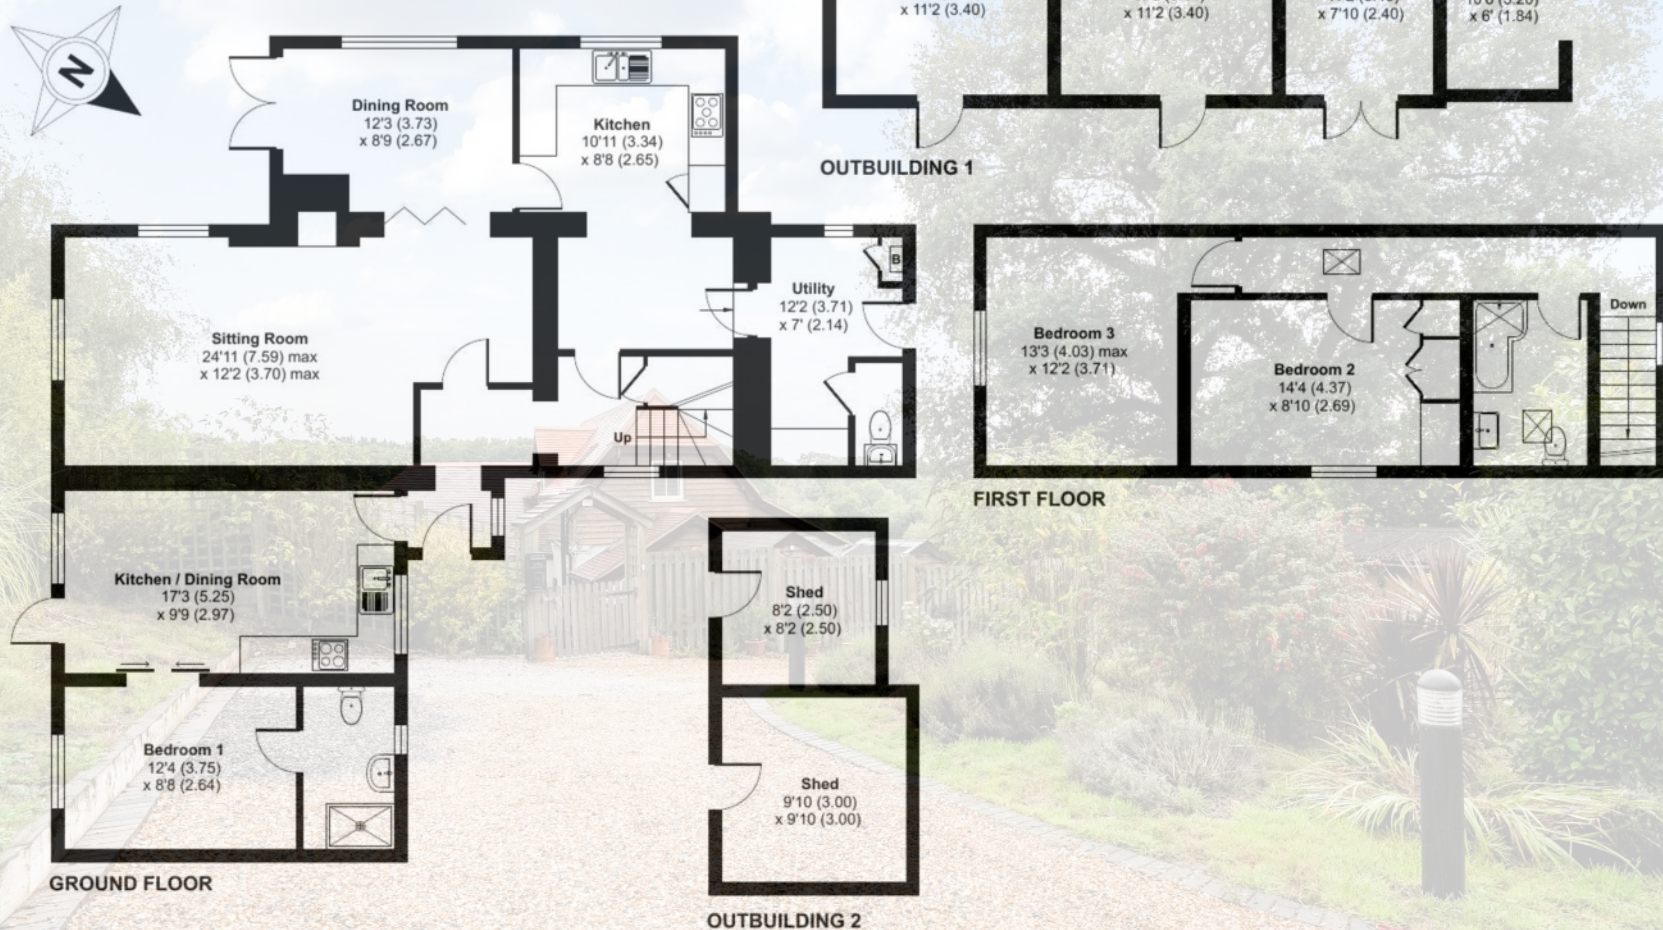 x 11'2 (3.40)
x 11'2 (3.40)
x 7'10 (2.40)
x 6' (1.84)
OUTBUILDING 1
N
Dining Room
12'3 (3.73)
x 8'9 (2.67)
Kitchen
10'11 (3.34)
x 8'8 (2.65)
Utility
12'2 (3.71)
x 7' (2.14)
B
Sitting Room
24'11 (7.59) max
x 12'2 (3.70) max
Up
Kitchen / Dining Room
17'3 (5.25)
x 9'9 (2.97)
Bedroom 1
12'4 (3.75)
x 8'8 (2.64)
GROUND FLOOR
Bedroom 3
13'3 (4.03) max
x 12'2 (3.71)
Bedroom 2
14'4 (4.37)
x 8'10 (2.69)
Down
FIRST FLOOR
Shed
8'2 (2.50)
x 8'2 (2.50)
Shed
9'10 (3.00)
x 9'10 (3.00)
OUTBUILDING 2